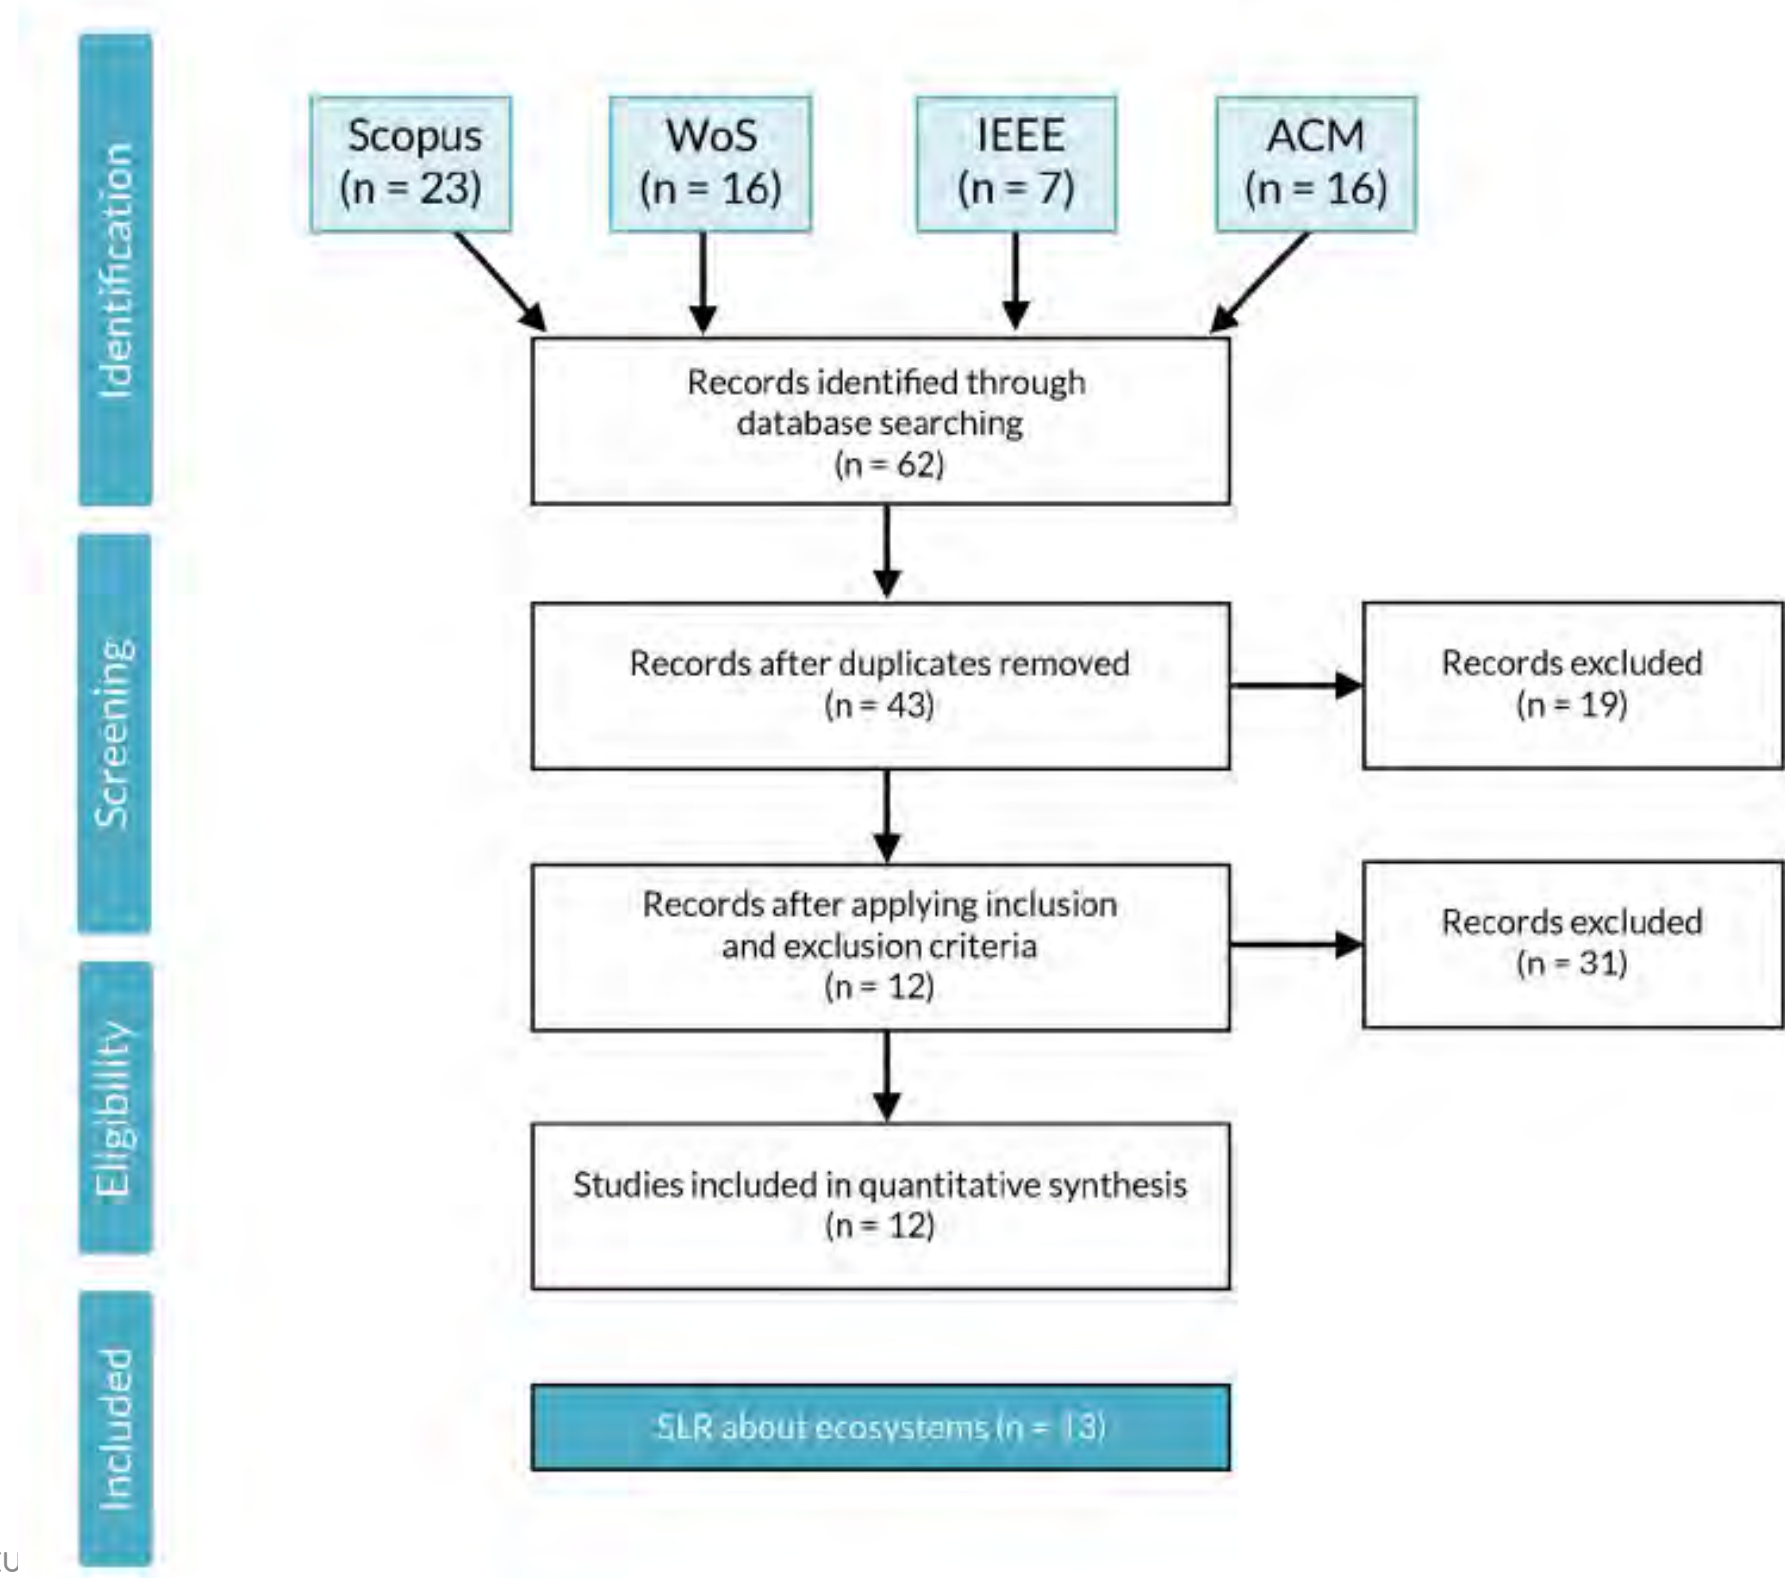 Identification
Scopus
(n = 23)
WoS
(n = 16)
IEEE
(n = 7)
ACM
(n = 16)
Records identified through
database searching
(n = 62)
Screening
Records after duplicates removed
(n = 43)
Records excluded
(n = 19)
Records after applying inclusion
and exclusion criteria
(n = 12)
Records excluded
(n = 31)
Eligibility
Studies included in quantitative synthesis
(n = 12)
Included
SLR about ecosystems (n = 13)